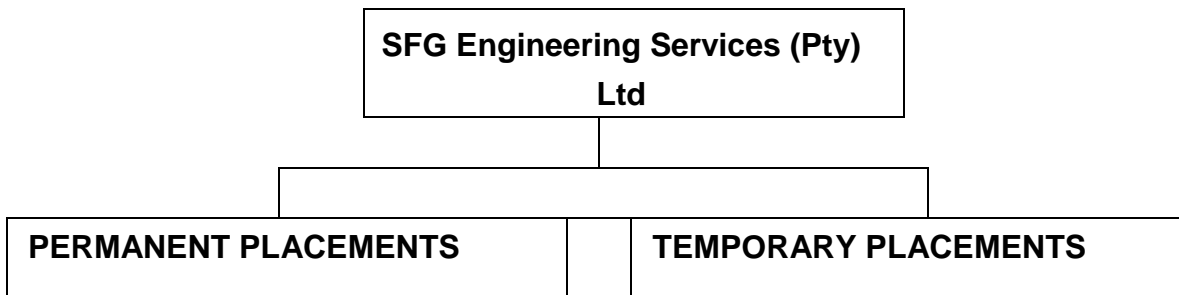 SFG Engineering Services (Pty)
Ltd
PERMANENT PLACEMENTS
TEMPORARY PLACEMENTS